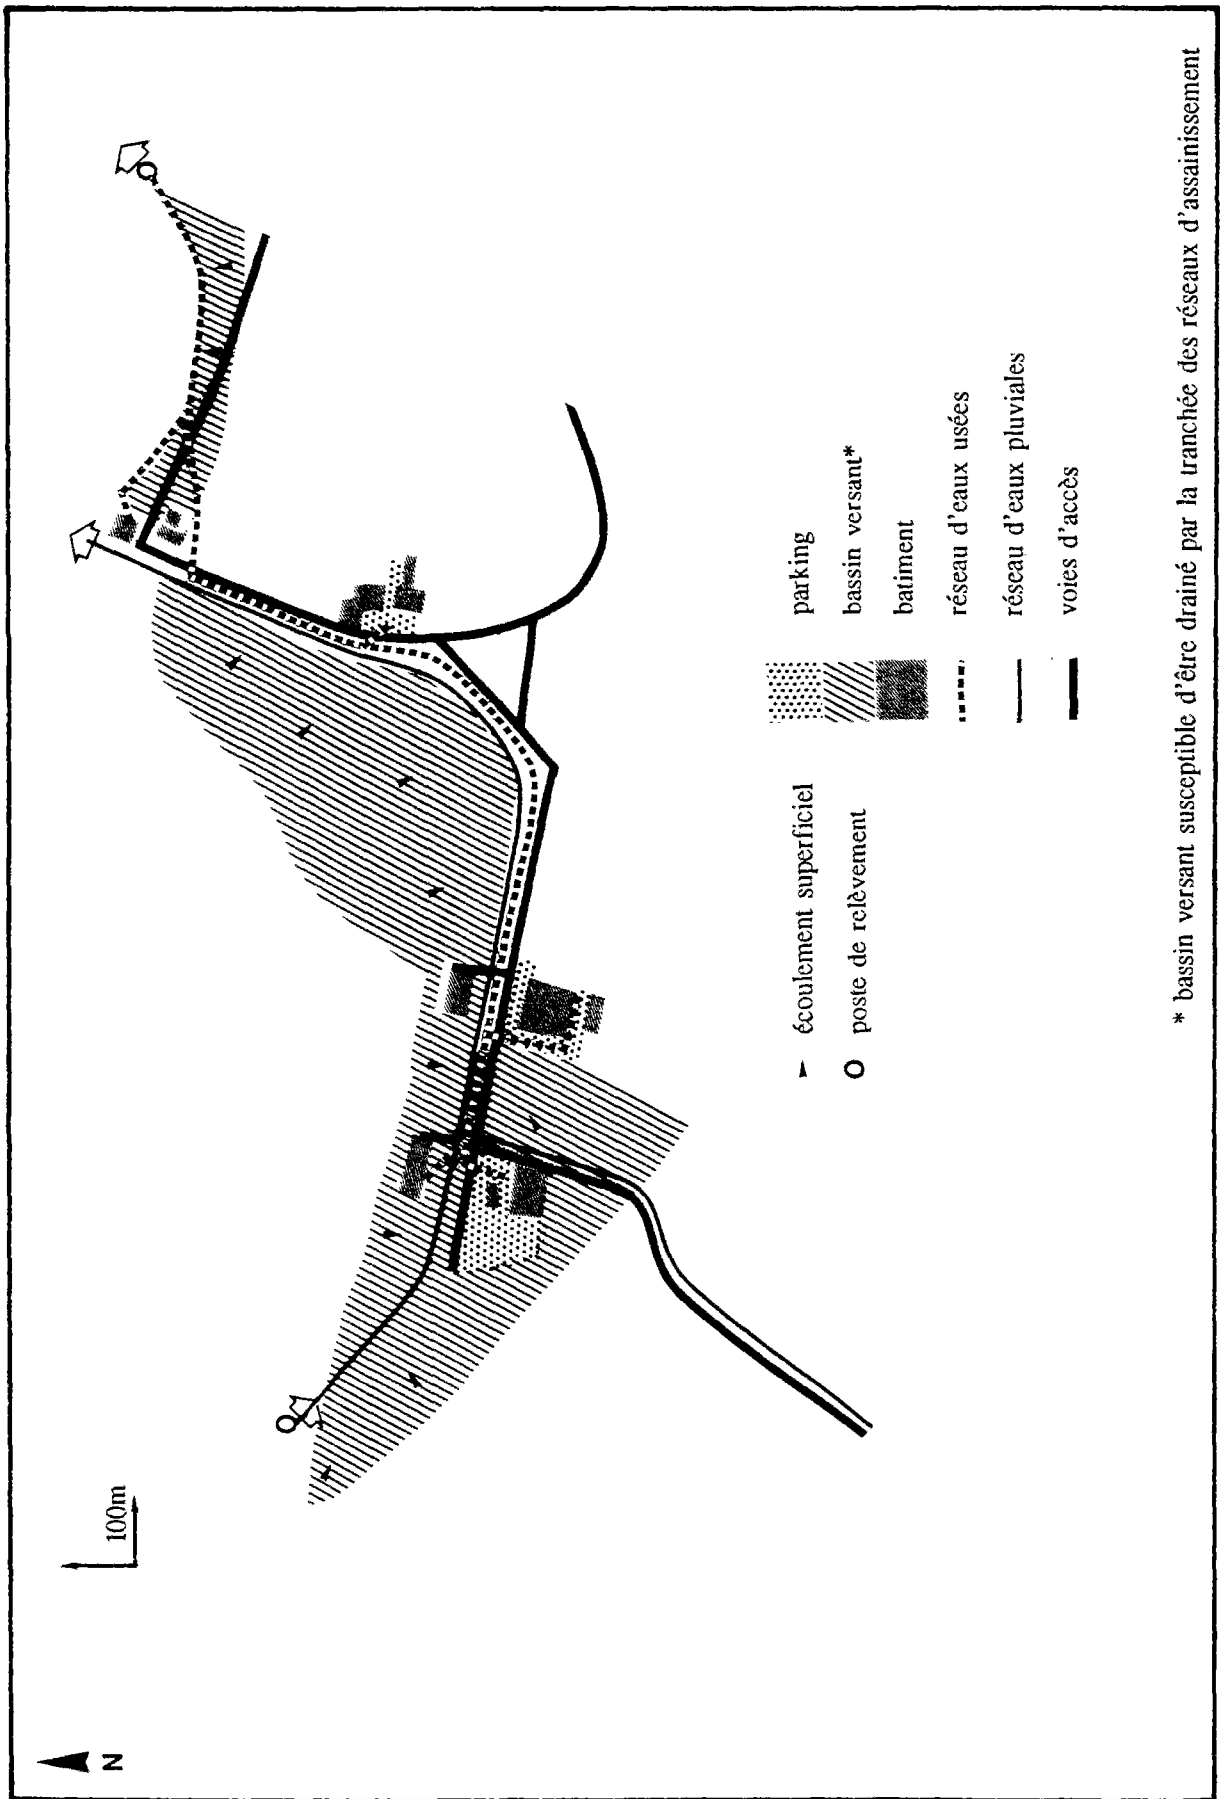 N
100m
écoulement superficiel
poste de relèvement
parking
bassin versant*
batiment
réseau d'eaux usées
réseau d'eaux pluviales
voies d'accès
* bassin versant susceptible d'être drainé par la tranchée des réseaux d'assainissement